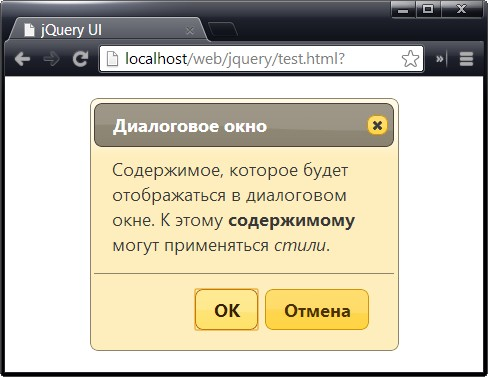 jQuery UI
localhost/web/jquery/test.html?
Диалоговое окно
Содержимое, которое будет
отображаться в диалоговом
окне. К этому содержимому
могут применяться стили.
OK
Отмена